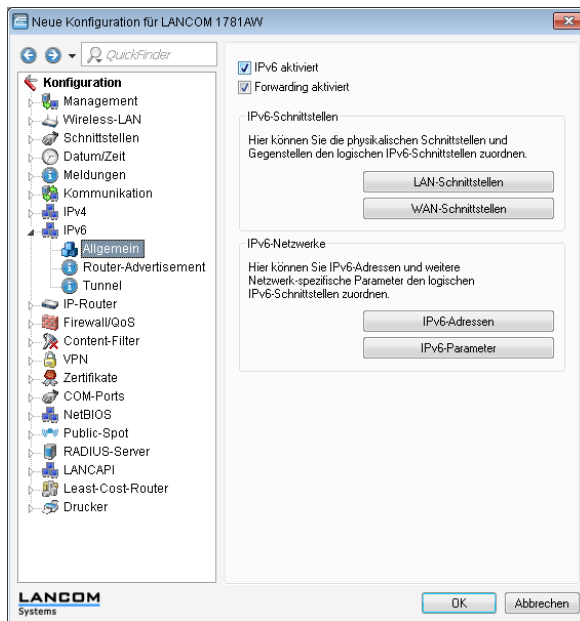 Neue Konfiguration für LANCOM 1781AW
QuickFinder
Konfiguration
Management
Wireless-LAN
Schnittstellen
Datum/Zeit
Meldungen
Kommunikation
IPv4
IPv6
Allgemein
Router-Advertisement
Tunnel
IP-Router
Firewall/QoS
Content-Filter
VPN
Zertifikate
COM-Ports
NetBIOS
Public-Spot
RADIUS-Server
LANCAPI
Least-Cost-Router
Drucker
IPv6 aktiviert
Forwarding aktiviert
IPv6-Schnittstellen
Hier können Sie die physikalischen Schnittstellen und
Gegenstellen den logischen IPv6-Schnittstellen zuordnen.
LAN-Schnittstellen
WAN-Schnittstellen
IPv6-Netzwerke
Hier können Sie IPv6-Adressen und weitere
Netzwerk-spezifische Parameter den logischen
IPv6-Schnittstellen zuordnen.
IPv6-Adressen
IPv6-Parameter
LANCOM
Systems
OK
Abbrechen